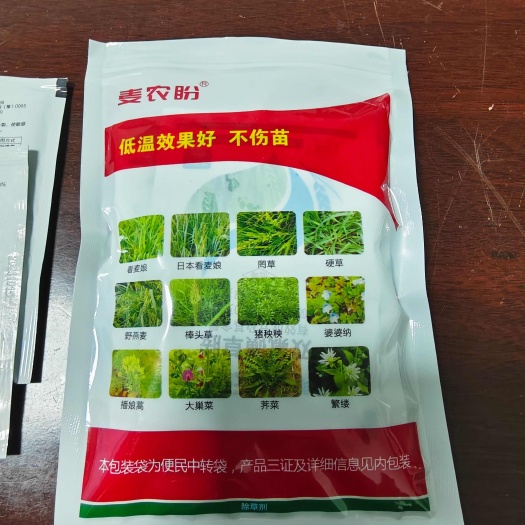 麦农盼®
低温效果好 不伤苗
看麦娘 日本看麦娘 罔草 硬草
野燕麦 棒头草 猪秧秧 婆婆纳
播娘蒿 大巢菜 荠菜 繁缕
本包装袋为便民中转袋，产品三证及详细信息见内包装
除草剂